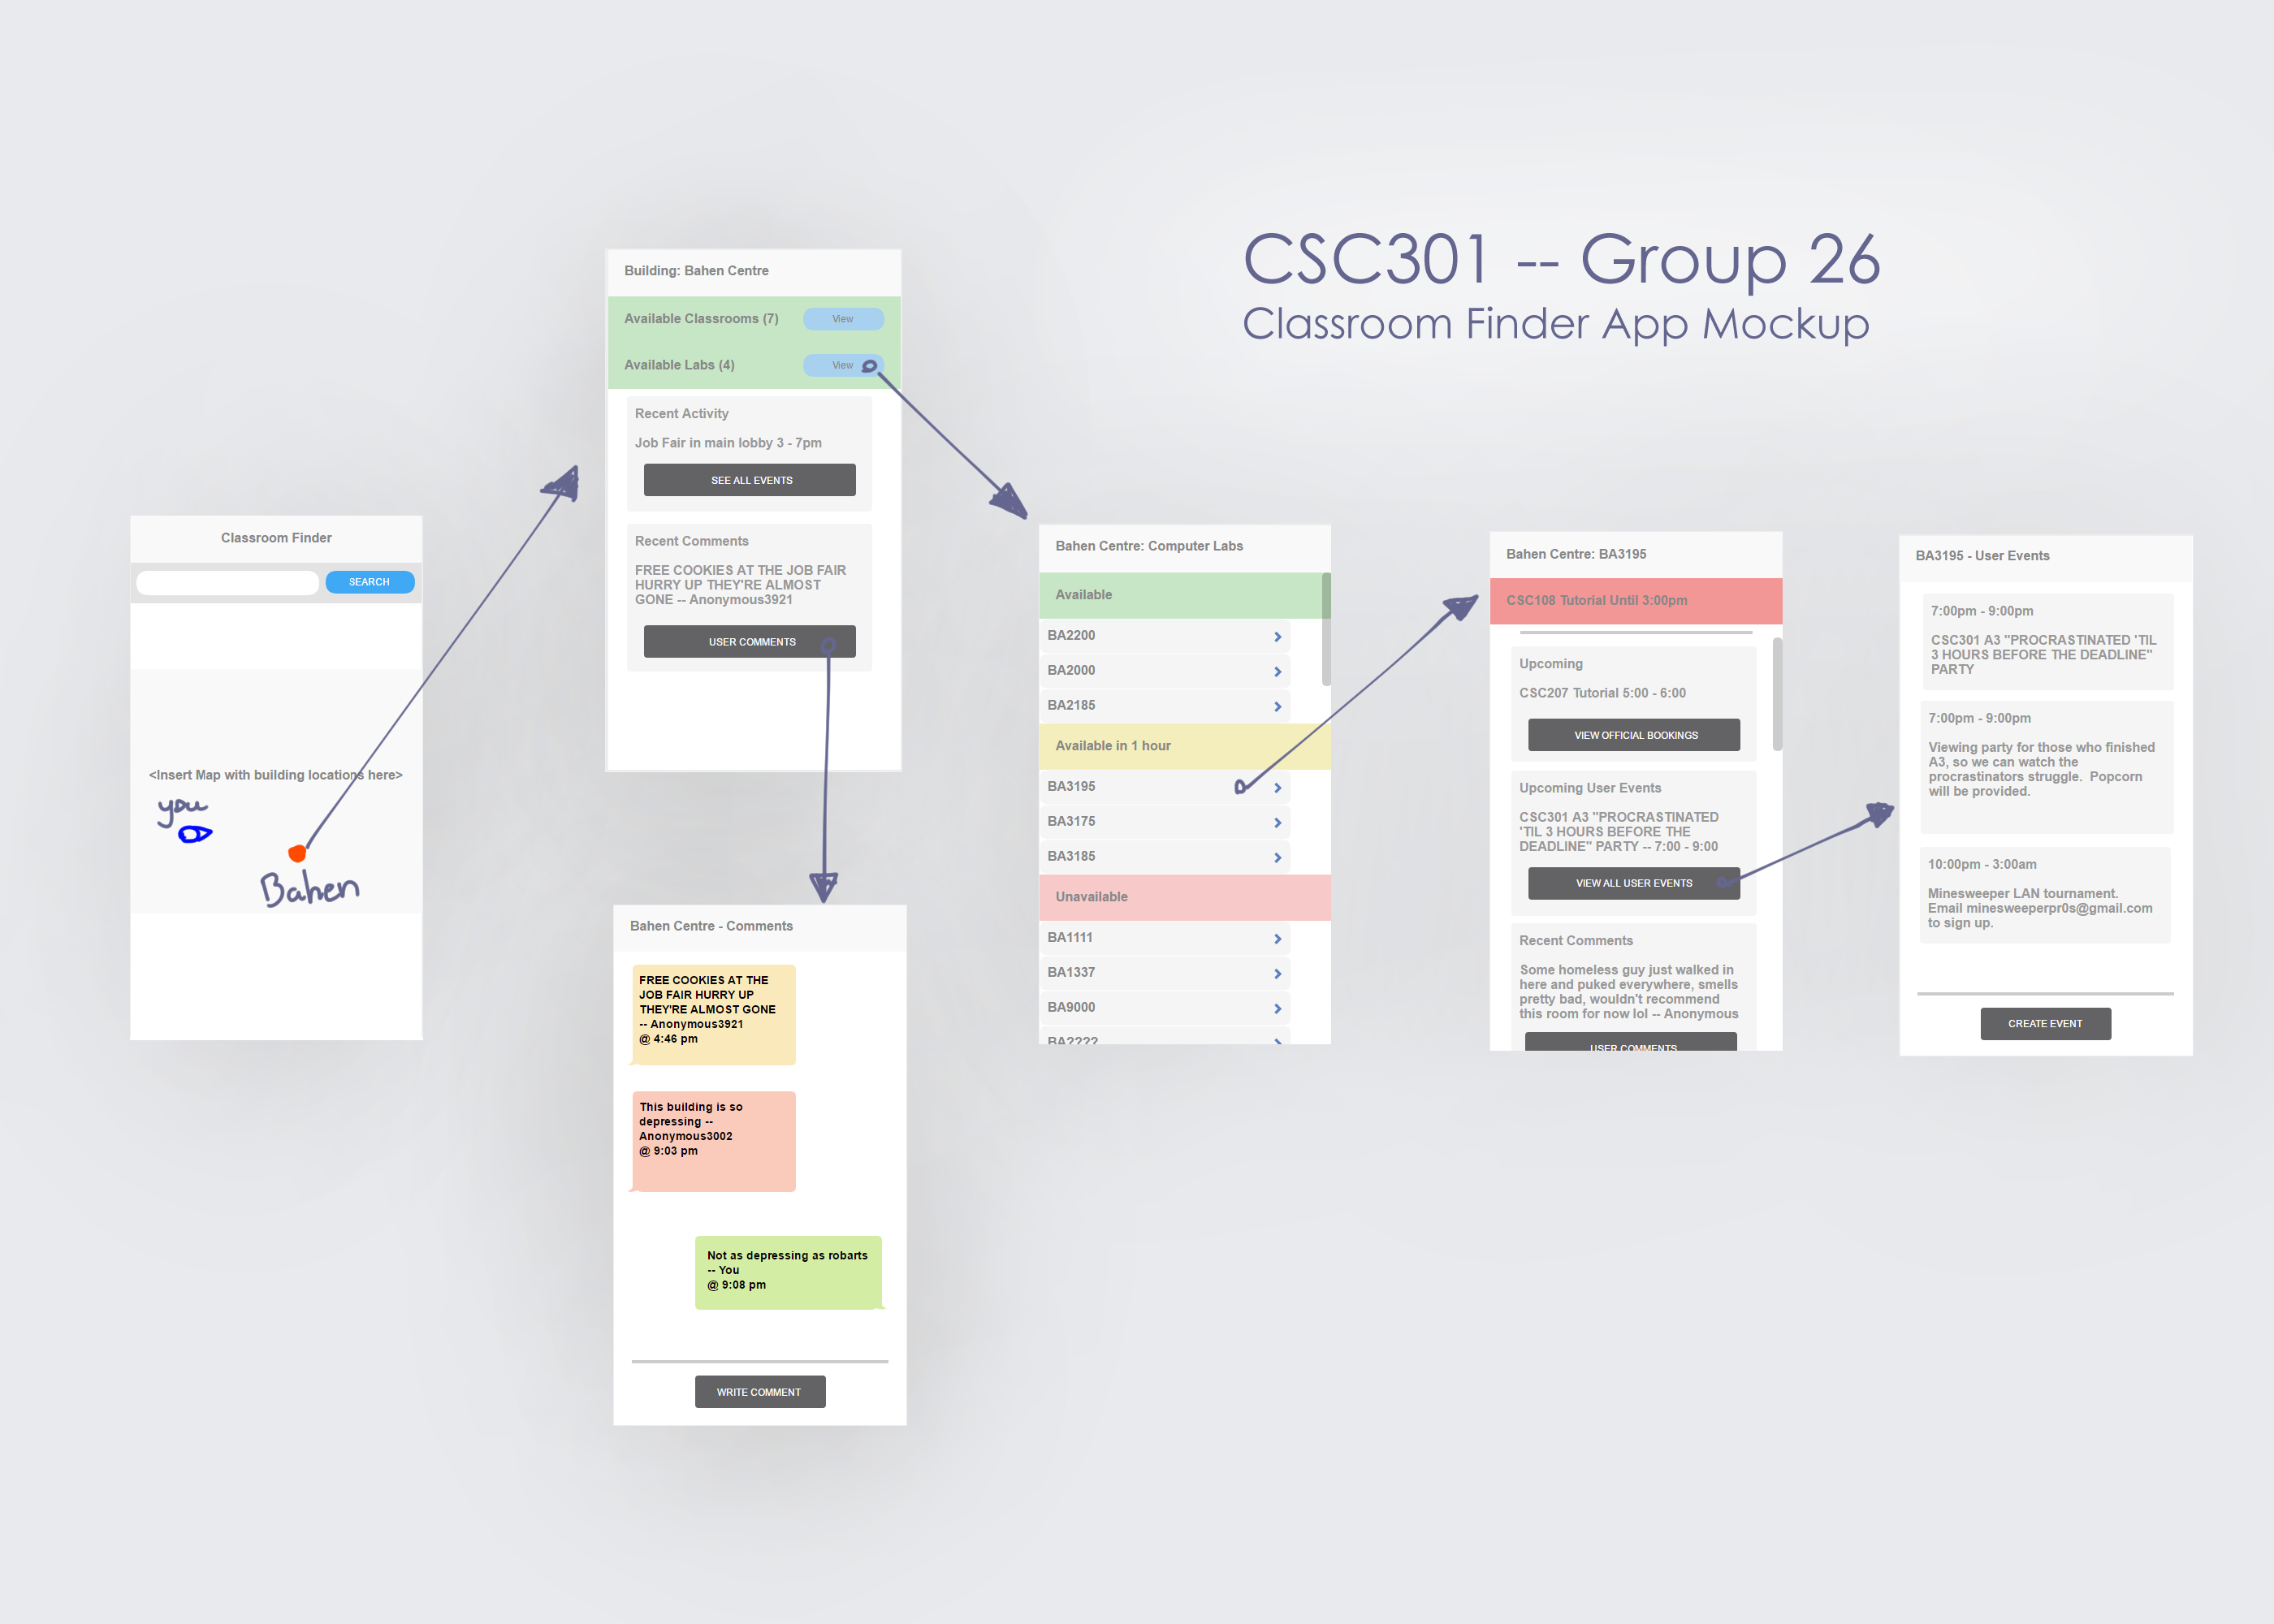 CSC301 -- Group 26
Classroom Finder App Mockup
Classroom Finder
SEARCH
<Insert Map with building locations here>
you
Bahen
Building: Bahen Centre
Available Classrooms (7)
View
Available Labs (4)
View
Recent Activity
Job Fair in main lobby 3 - 7pm
SEE ALL EVENTS
Recent Comments
FREE COOKIES AT THE JOB FAIR
HURRY UP THEY'RE ALMOST
GONE -- Anonymous3921
USER COMMENTS
Bahen Centre - Comments
FREE COOKIES AT THE
JOB FAIR HURRY UP
THEY'RE ALMOST GONE
-- Anonymous3921
@ 4:46 pm
This building is so
depressing --
Anonymous3002
@ 9:03 pm
Not as depressing as robarts
-- You
@ 9:08 pm
WRITE COMMENT
Bahen Centre: Computer Labs
Available
BA2200
BA2000
BA2185
Available in 1 hour
BA3195
BA3175
BA3185
Unavailable
BA1111
BA1337
BA9000
BA????
Bahen Centre: BA3195
CSC108 Tutorial Until 3:00pm
Upcoming
CSC207 Tutorial 5:00 - 6:00
VIEW OFFICIAL BOOKINGS
Upcoming User Events
CSC301 A3 "PROCRASTINATED
'TIL 3 HOURS BEFORE THE
DEADLINE" PARTY -- 7:00 - 9:00
VIEW ALL USER EVENTS
Recent Comments
Some homeless guy just walked in
here and puked everywhere, smells
pretty bad, wouldn't recommend
this room for now lol -- Anonymous
USER COMMENTS
BA3195 - User Events
7:00pm - 9:00pm
CSC301 A3 "PROCRASTINATED 'TIL
3 HOURS BEFORE THE DEADLINE"
PARTY
7:00pm - 9:00pm
Viewing party for those who finished
A3, so we can watch the
procrastinators struggle.  Popcorn
will be provided.
10:00pm - 3:00am
Minesweeper LAN tournament.
Email minesweeperpr0s@gmail.com
to sign up.
CREATE EVENT